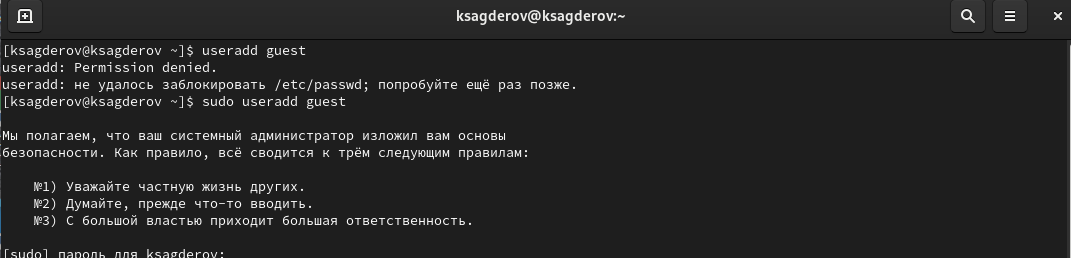 ksagderov@ksagderov:~
[ksagderov@ksagderov ~]$ useradd guest
useradd: Permission denied.
useradd: не удалось заблокировать /etc/passwd; попробуйте ещё раз позже.
[ksagderov@ksagderov ~]$ sudo useradd guest
Мы полагаем, что ваш системный администратор изложил вам основы
безопасности. Как правило, всё сводится к трём следующим правилам:
№1) Уважайте частную жизнь других.
№2) Думайте, прежде что-то вводить.
№3) С большой властью приходит большая ответственность.
[sudo] пароль для ksagderov: